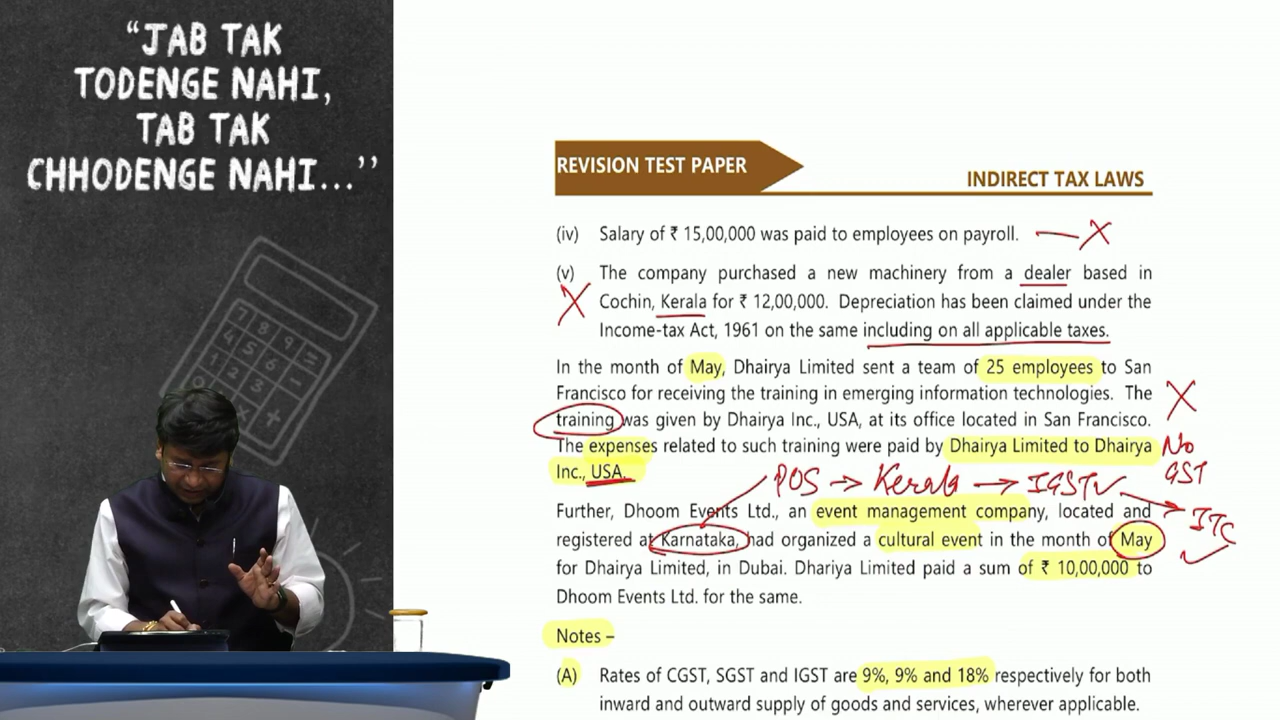 “JAB TAK
TODENGE NAHI,
TAB TAK
CHHODENGE NAHI...’’
REVISION TEST PAPER
INDIRECT TAX LAWS
(iv) Salary of ₹ 15,00,000 was paid to employees on payroll. — X
(v) The company purchased a new machinery from a dealer based in
X Cochin, Kerala for ₹ 12,00,000. Depreciation has been claimed under the
Income-tax Act, 1961 on the same including on all applicable taxes.
In the month of May, Dhairya Limited sent a team of 25 employees to San
Francisco for receiving the training in emerging information technologies. The X
training was given by Dhairya Inc., USA, at its office located in San Francisco.
The expenses related to such training were paid by Dhairya Limited to Dhairya No
Inc., USA. GST
POS → Kerala → IGST✓ → ITC ✓
Further, Dhoom Events Ltd., an event management company, located and
registered at Karnataka, had organized a cultural event in the month of May
for Dhairya Limited, in Dubai. Dhariya Limited paid a sum of ₹ 10,00,000 to
Dhoom Events Ltd. for the same.
Notes –
(A) Rates of CGST, SGST and IGST are 9%, 9% and 18% respectively for both
inward and outward supply of goods and services, wherever applicable.